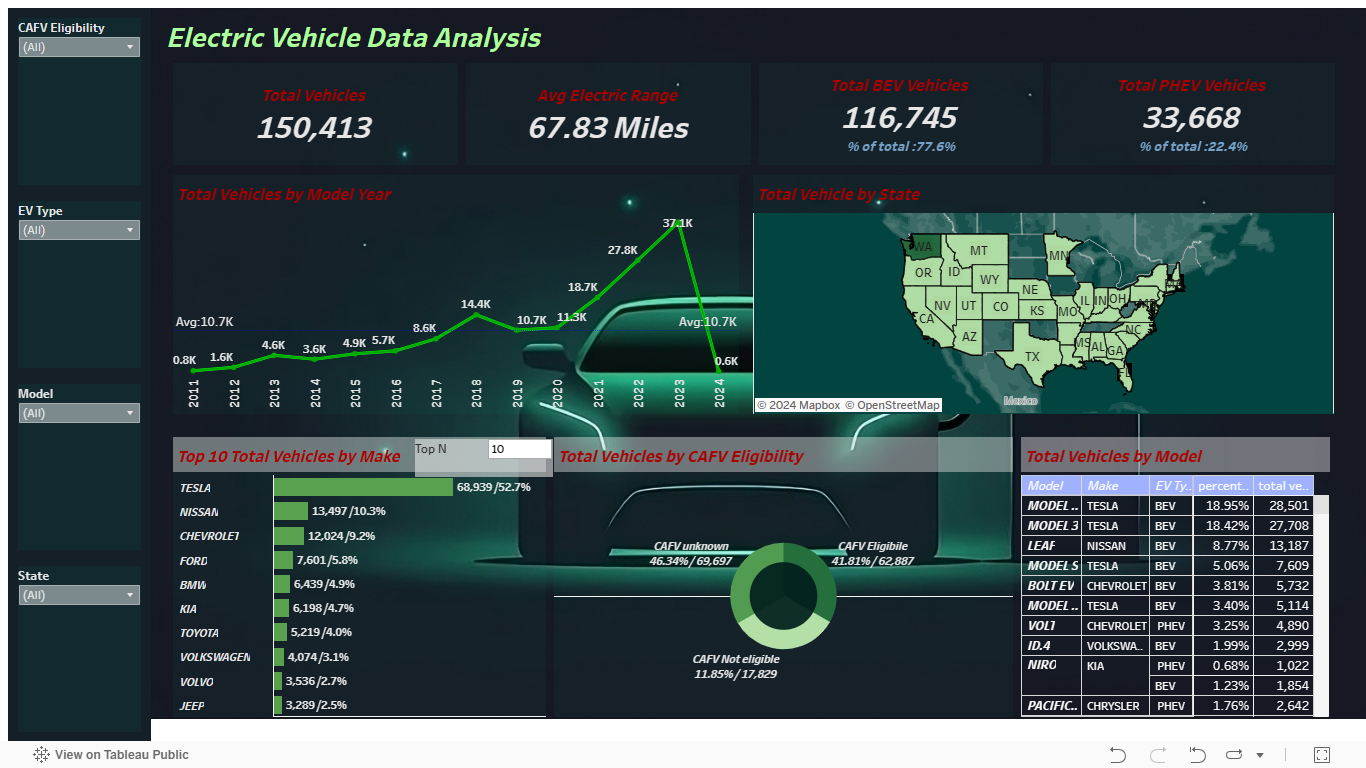 CAFV Eligibility
(All)
EV Type
(All)
Model
(All)
State
(All)
Electric Vehicle Data Analysis
Total Vehicles
150,413
Avg Electric Range
67.83 Miles
Total BEV Vehicles
116,745
% of total :77.6%
Total PHEV Vehicles
33,668
% of total :22.4%
Total Vehicles by Model Year
37.1K
27.8K
18.7K
14.4K
Avg:10.7K
8.6K
10.7K
11.3K
Avg:10.7K
0.8K
1.6K
4.6K
3.6K
4.9K
5.7K
0.6K
2011 2012 2013 2014 2015 2016 2017 2018 2019 2020 2021 2022 2023 2024
Total Vehicle by State
WA MT MN
OR ID WY
NE IL IN OH
NV UT CO KS MO
CA AZ NC
MS AL GA
TX FL
Mexico
© 2024 Mapbox © OpenStreetMap
Top 10 Total Vehicles by Make
Top N 10
TESLA 68,939/52.7%
NISSAN 13,497/10.3%
CHEVROLET 12,024/9.2%
FORD 7,601/5.8%
BMW 6,439/4.9%
KIA 6,198/4.7%
TOYOTA 5,219/4.0%
VOLKSWAGEN 4,074/3.1%
VOLVO 3,536/2.7%
JEEP 3,289/2.5%
Total Vehicles by CAFV Eligibility
CAFV unknown
46.34%/69,697
CAFV Eligibile
41.81%/62,887
CAFV Not eligible
11.85%/17,829
Total Vehicles by Model
Model Make EV Ty.. percent.. total ve..
MODEL .. TESLA BEV 18.95% 28,501
MODEL 3 TESLA BEV 18.42% 27,708
LEAF NISSAN BEV 8.77% 13,187
MODEL S TESLA BEV 5.06% 7,609
BOLT EV CHEVROLET BEV 3.81% 5,732
MODEL .. TESLA BEV 3.40% 5,114
VOLT CHEVROLET PHEV 3.25% 4,890
ID.4 VOLKSWA.. BEV 1.99% 2,999
NIRO KIA PHEV 0.68% 1,022
BEV 1.23% 1,854
PACIFIC.. CHRYSLER PHEV 1.76% 2,642
View on Tableau Public